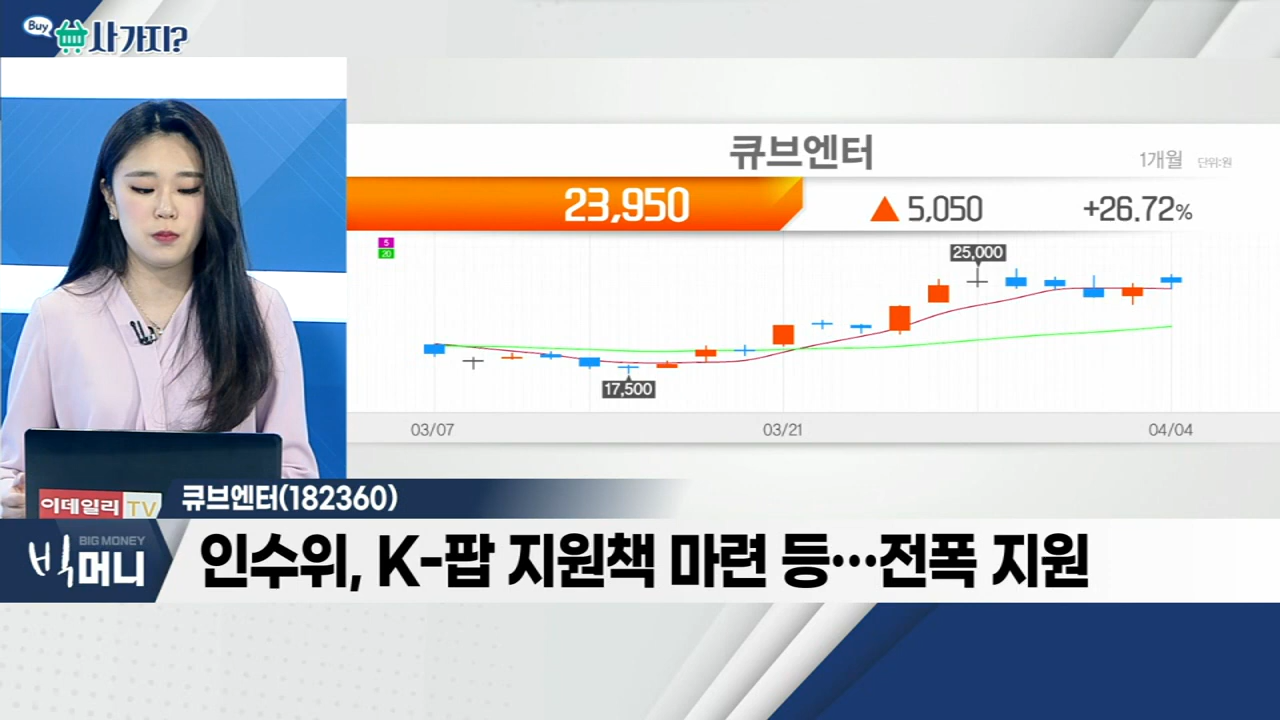 Buy
사 가지?
큐브엔터
1개월 단위:원
23,950 ▲ 5,050 +26.72%
5
20
25,000
17,500
03/07 03/21 04/04
이데일리 TV
큐브엔터(182360)
BIG MONEY
빅머니
인수위, K-팝 지원책 마련 등…전폭 지원